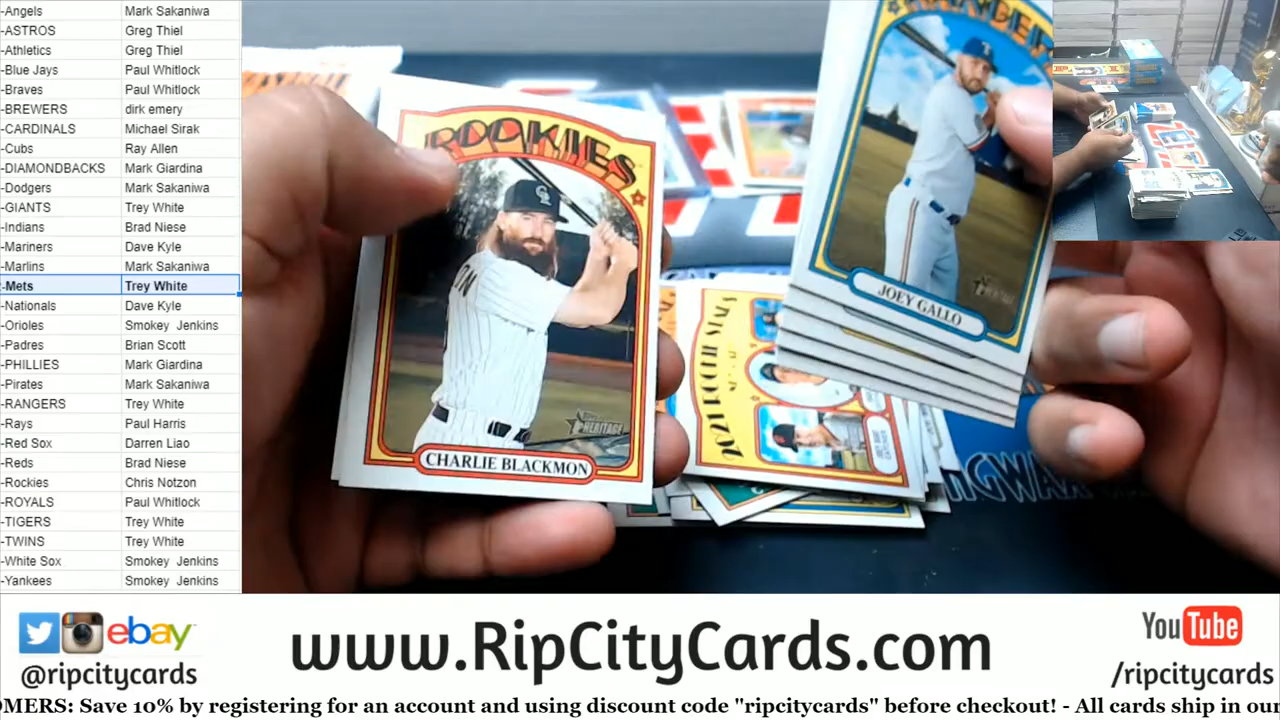 -Angels Mark Sakaniwa
-ASTROS Greg Thiel
-Athletics Greg Thiel
-Blue Jays Paul Whitlock
-Braves Paul Whitlock
-BREWERS dirk emery
-CARDINALS Michael Sirak
-Cubs Ray Allen
-DIAMONDBACKS Mark Giardina
-Dodgers Mark Sakaniwa
-GIANTS Trey White
-Indians Brad Niese
-Mariners Dave Kyle
-Marlins Mark Sakaniwa
-Mets Trey White
-Nationals Dave Kyle
-Orioles Smokey Jenkins
-Padres Brian Scott
-PHILLIES Mark Giardina
-Pirates Mark Sakaniwa
-RANGERS Trey White
-Rays Paul Harris
-Red Sox Darren Liao
-Reds Brad Niese
-Rockies Chris Notzon
-ROYALS Paul Whitlock
-TIGERS Trey White
-TWINS Trey White
-White Sox Smokey Jenkins
-Yankees Smokey Jenkins
ROCKIES
HERITAGE
CHARLIE BLACKMON
JOEY GALLO
2021 ROOKIE STARS
ebay
@ripcitycards
www.RipCityCards.com
YouTube
/ripcitycards
OMERS: Save 10% by registering for an account and using discount code "ripcitycards" before checkout! - All cards ship in our